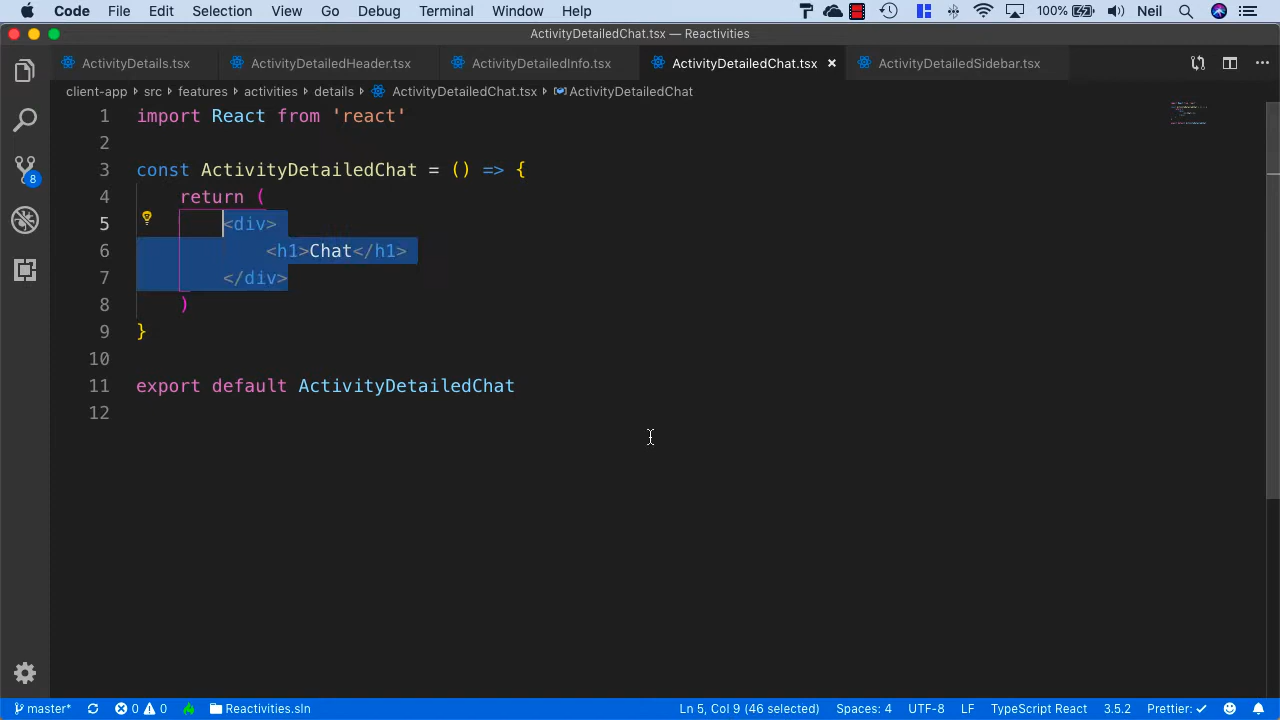 Code File Edit Selection View Go Debug Terminal Window Help 100% Neil
ActivityDetailedChat.tsx — Reactivities
ActivityDetails.tsx ActivityDetailedHeader.tsx ActivityDetailedInfo.tsx ActivityDetailedChat.tsx ActivityDetailedSidebar.tsx
client-app src features activities details ActivityDetailedChat.tsx ActivityDetailedChat
1 import React from 'react'
2
3 const ActivityDetailedChat = () => {
4 return (
5 <div>
6 <h1>Chat</h1>
7 </div>
8 )
9 }
10
11 export default ActivityDetailedChat
12
8
master* 0 0 Reactivities.sln Ln 5, Col 9 (46 selected) Spaces: 4 UTF-8 LF TypeScript React 3.5.2 Prettier: ✓